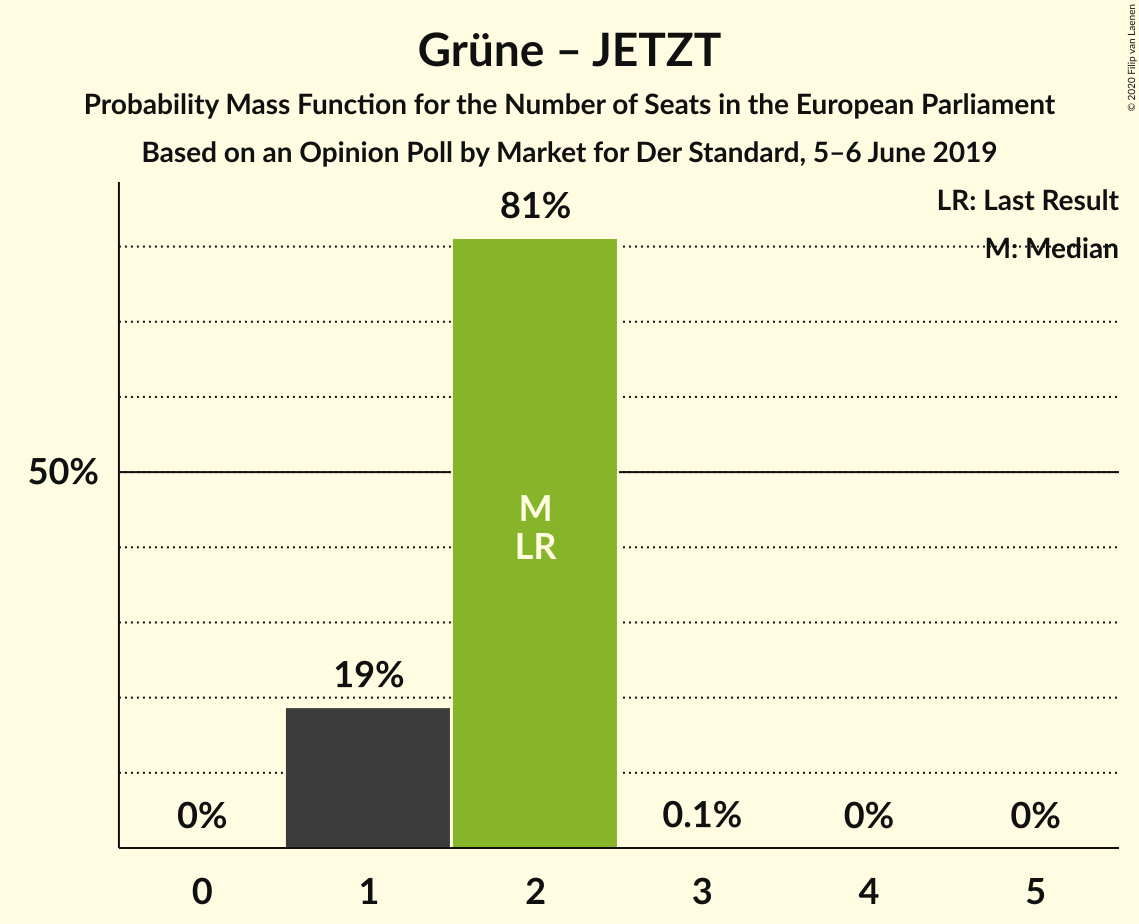 Grüne – JETZT
Probability Mass Function for the Number of Seats in the European Parliament
Based on an Opinion Poll by Market for Der Standard, 5–6 June 2019
© 2020 Filip van Laenen
LR: Last Result
M: Median
81%
50%
M
LR
19%
0%
0.1%
0%
0%
0 1 2 3 4 5